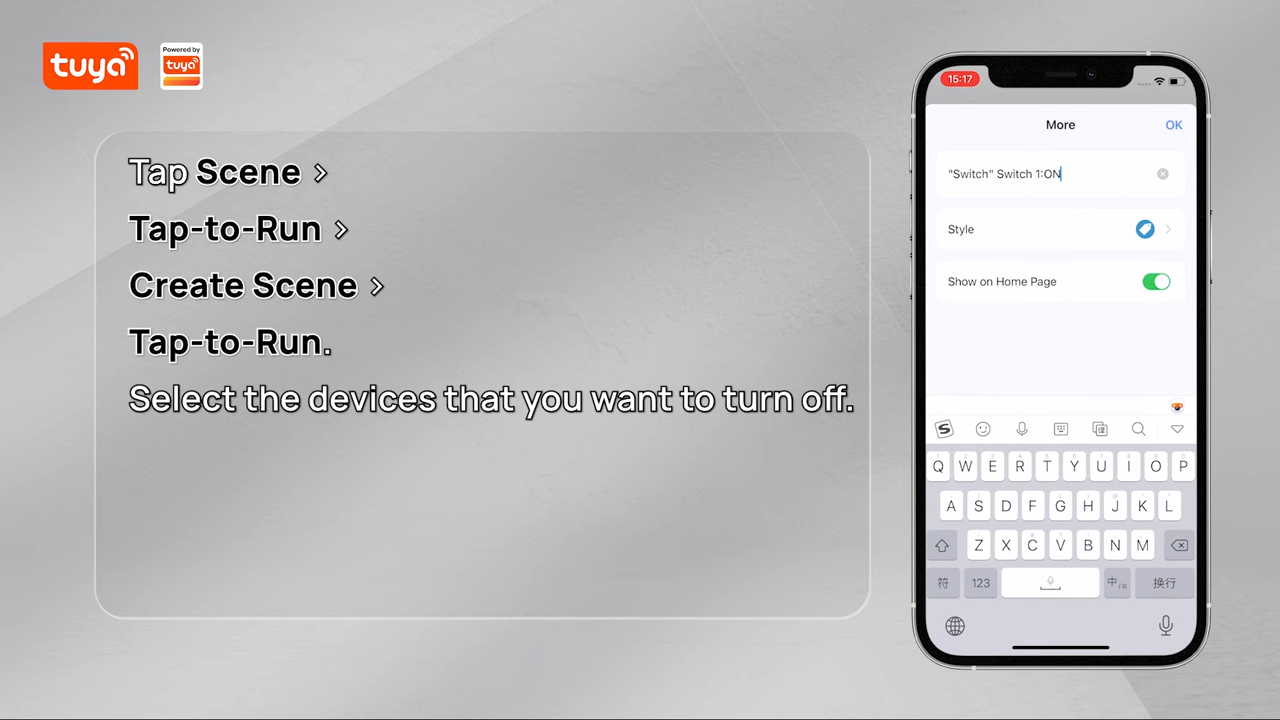 tuya
Powered by
tuya
Tap Scene >
Tap-to-Run >
Create Scene >
Tap-to-Run.
Select the devices that you want to turn off.
15:17
More
OK
"Switch" Switch 1:ON
Style
Show on Home Page
Q W E R T Y U I O P
A S D F G H J K L
Z X C V B N M
符 123 中/英 换行